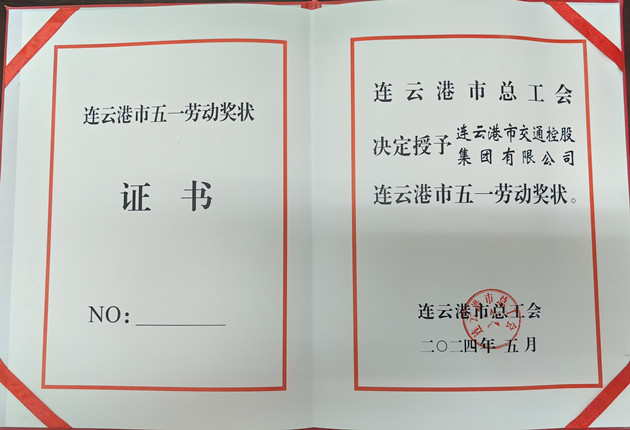 连云港市五一劳动奖状
证书
NO:
连云港市总工会
决定授予
连云港市交通控股
集团有限公司
连云港市五一劳动奖状。
连云港市总工会
二〇二四年 五月